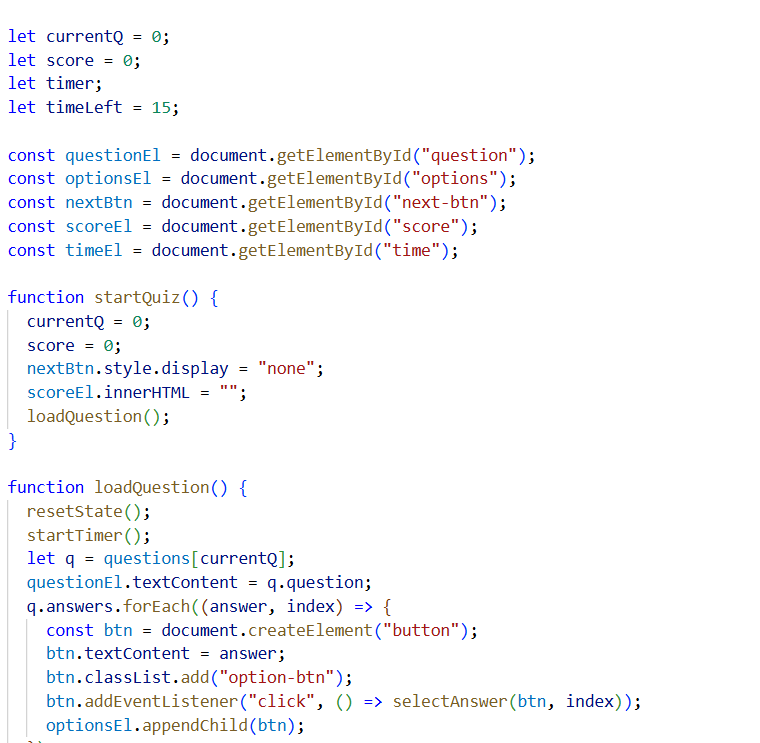 let currentQ = 0;
let score = 0;
let timer;
let timeLeft = 15;
const questionEl = document.getElementById("question");
const optionsEl = document.getElementById("options");
const nextBtn = document.getElementById("next-btn");
const scoreEl = document.getElementById("score");
const timeEl = document.getElementById("time");
function startQuiz() {
currentQ = 0;
score = 0;
nextBtn.style.display = "none";
scoreEl.innerHTML = "";
loadQuestion();
}
function loadQuestion() {
resetState();
startTimer();
let q = questions[currentQ];
questionEl.textContent = q.question;
q.answers.forEach((answer, index) => {
const btn = document.createElement("button");
btn.textContent = answer;
btn.classList.add("option-btn");
btn.addEventListener("click", () => selectAnswer(btn, index));
optionsEl.appendChild(btn);